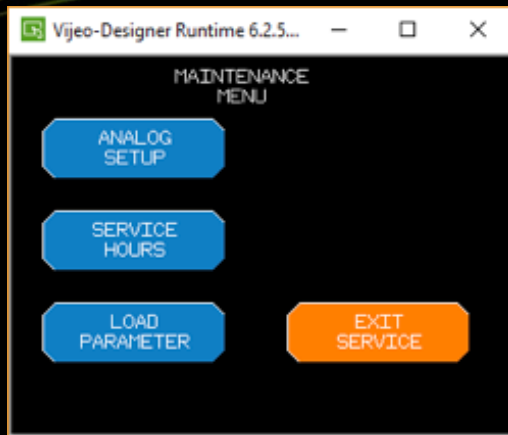 Vijeo-Designer Runtime 6.2.5...
MAINTENANCE
MENU
ANALOG
SETUP
SERVICE
HOURS
LOAD
PARAMETER
EXIT
SERVICE